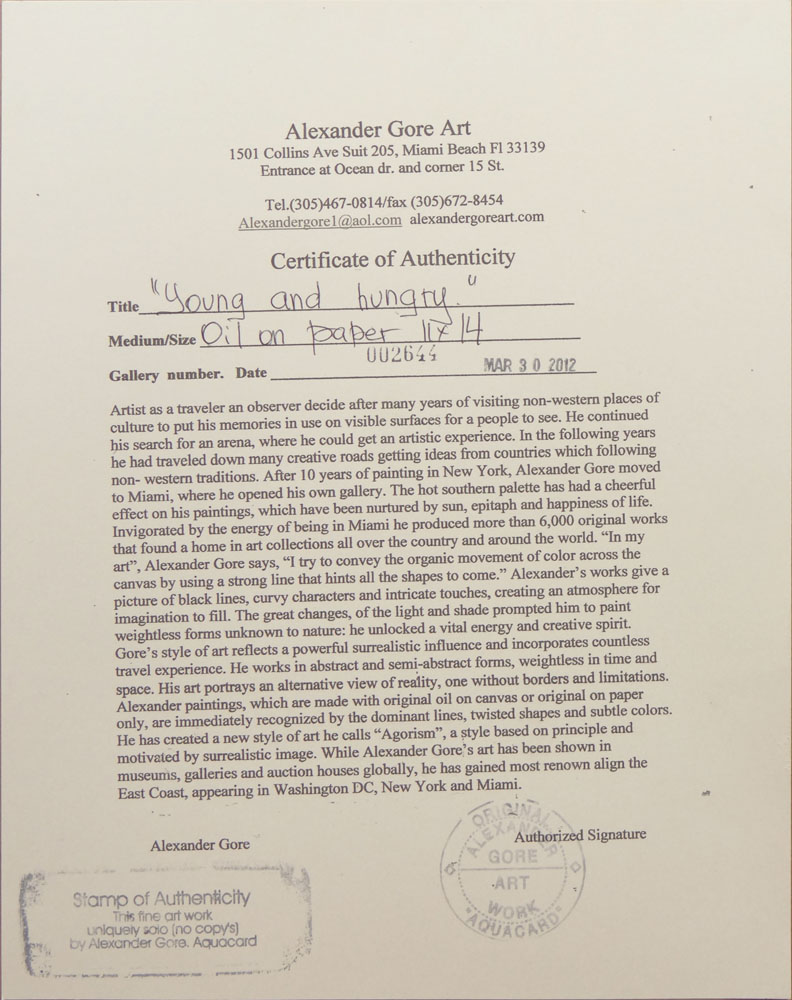 Alexander Gore Art
1501 Collins Ave Suit 205, Miami Beach Fl 33139
Entrance at Ocean dr. and corner 15 St.
Tel.(305)467-0814/fax (305)672-8454
Alexandergore1@aol.com alexandergoreart.com
Certificate of Authenticity
Title "Young and hungry."
Medium/Size Oil on paper 11x14
002644
Gallery number. Date MAR 30 2012
Artist as a traveler an observer decide after many years of visiting non-western places of
culture to put his memories in use on visible surfaces for a people to see. He continued
his search for an arena, where he could get an artistic experience. In the following years
he had traveled down many creative roads getting ideas from countries which following
non- western traditions. After 10 years of painting in New York, Alexander Gore moved
to Miami, where he opened his own gallery. The hot southern palette has had a cheerful
effect on his paintings, which have been nurtured by sun, epitaph and happiness of life.
Invigorated by the energy of being in Miami he produced more than 6,000 original works
that found a home in art collections all over the country and around the world. “In my
art”, Alexander Gore says, “I try to convey the organic movement of color across the
canvas by using a strong line that hints all the shapes to come.” Alexander’s works give a
picture of black lines, curvy characters and intricate touches, creating an atmosphere for
imagination to fill. The great changes, of the light and shade prompted him to paint
weightless forms unknown to nature: he unlocked a vital energy and creative spirit.
Gore’s style of art reflects a powerful surrealistic influence and incorporates countless
travel experience. He works in abstract and semi-abstract forms, weightless in time and
space. His art portrays an alternative view of reality, one without borders and limitations.
Alexander paintings, which are made with original oil on canvas or original on paper
only, are immediately recognized by the dominant lines, twisted shapes and subtle colors.
He has created a new style of art he calls “Agorism”, a style based on principle and
motivated by surrealistic image. While Alexander Gore’s art has been shown in
museums, galleries and auction houses globally, he has gained most renown align the
East Coast, appearing in Washington DC, New York and Miami.
Alexander Gore
Authorized Signature
ORIGINAL
ALEXANDER
GORE
ART
WORK
AQUACARD
Stamp of Authenticity
This fine art work
uniquely solo (no copy's)
by Alexander Gore. Aquacard